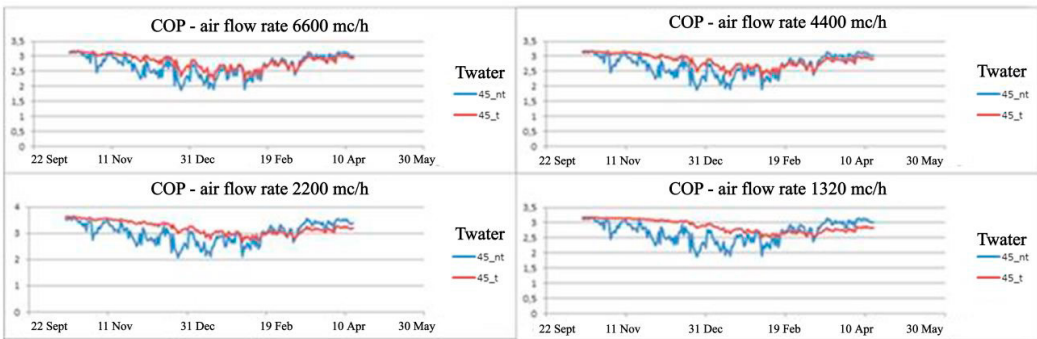 COP - air flow rate 6600 mc/h
3,5
3
2,5
2
1,5
1
0,5
0
22 Sept 11 Nov 31 Dec 19 Feb 10 Apr 30 May
Twater
45_nt
45_t
COP - air flow rate 4400 mc/h
3,5
3
2,5
2
1,5
1
0,5
0
22 Sept 11 Nov 31 Dec 19 Feb 10 Apr 30 May
Twater
45_nt
45_t
COP - air flow rate 2200 mc/h
4
3
2
1
0
22 Sept 11 Nov 31 Dec 19 Feb 10 Apr 30 May
Twater
45_nt
45_t
COP - air flow rate 1320 mc/h
3,5
3
2,5
2
1,5
1
0,5
0
22 Sept 11 Nov 31 Dec 19 Feb 10 Apr 30 May
Twater
45_nt
45_t